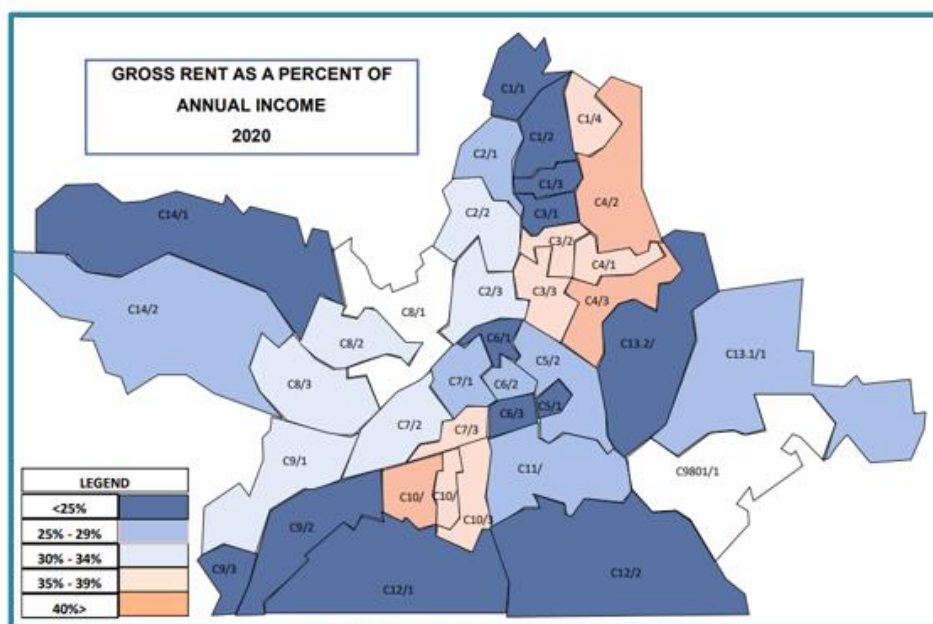 GROSS RENT AS A PERCENT OF
ANNUAL INCOME
2020
C1/1
C1/4
C1/2
C2/1
C1/3
C4/2
C3/1
C14/1
C2/2
C3/2
C4/1
C2/3
C3/3
C4/3
C14/2
C8/1
C8/2
C6/1
C13.2/
C13.1/1
C5/2
C8/3
C7/1
C6/2
C5/1
C6/3
C7/2
C7/3
C9/1
C11/
C9801/1
LEGEND
<25%
25% - 29%
30% - 34%
35% - 39%
40%>
C10/
C10/
C10/3
C9/2
C9/3
C12/1
C12/2